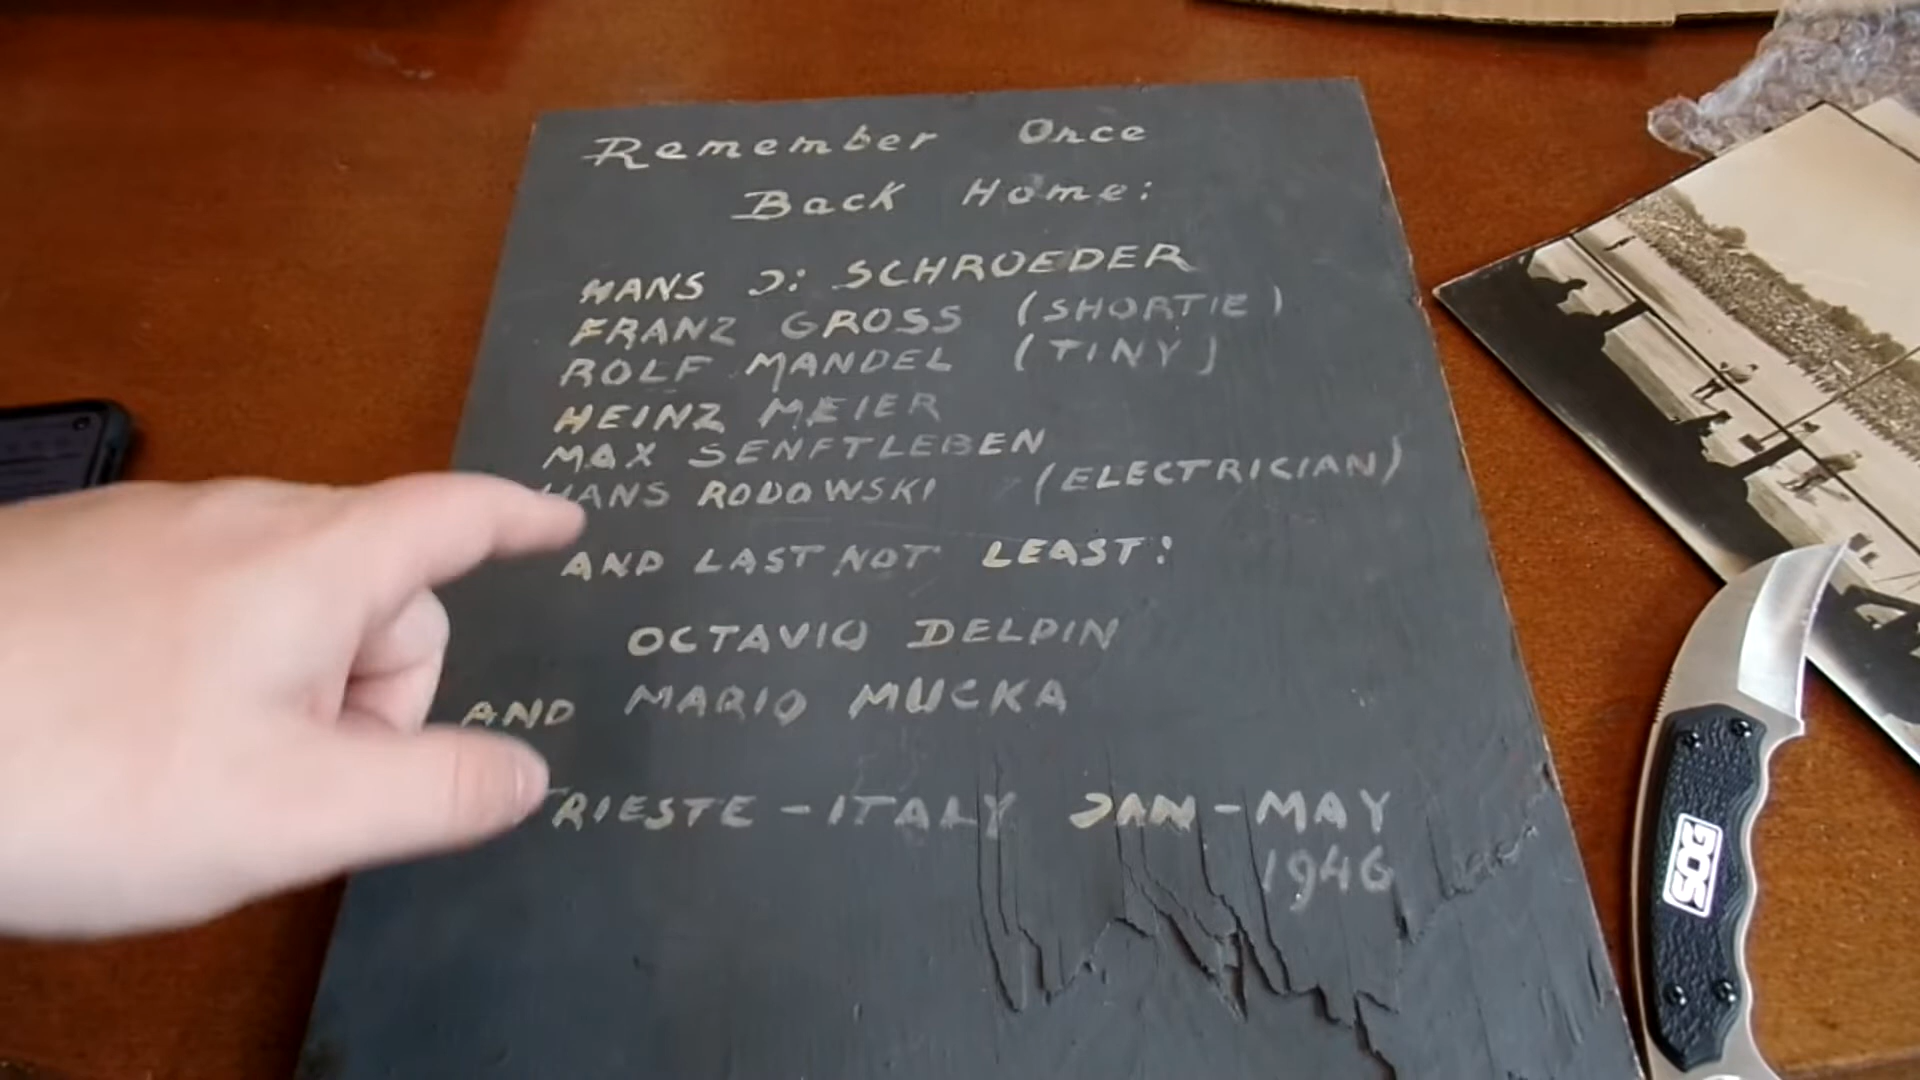 Remember Once
Back Home:
HANS J: SCHROEDER
FRANZ GROSS (SHORTIE)
ROLF MANDEL (TINY)
HEINZ MEIER
MAX SENFTLEBEN
HANS RODOWSKI (ELECTRICIAN)
AND LAST NOT LEAST:
OCTAVIO DELPIN
AND MARIO MUCKA
TRIESTE - ITALY JAN - MAY
1946
SOG